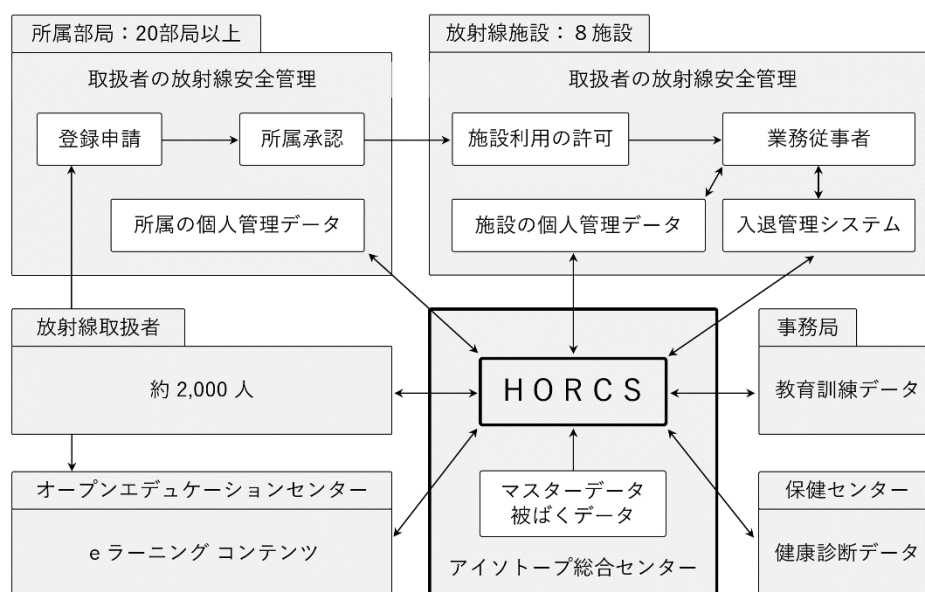 所属部局：20部局以上
放射線施設：８施設
取扱者の放射線安全管理
取扱者の放射線安全管理
登録申請
所属承認
施設利用の許可
業務従事者
所属の個人管理データ
施設の個人管理データ
入退管理システム
放射線取扱者
事務局
約 2,000 人
ＨＯＲＣＳ
教育訓練データ
オープンエデュケーションセンター
マスターデータ
被ばくデータ
保健センター
e ラーニング コンテンツ
アイソトープ総合センター
健康診断データ